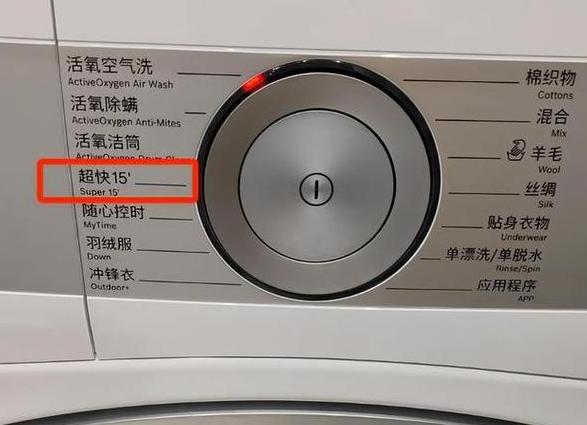 活氧空气洗
ActiveOxygen Air Wash
活氧除螨
ActiveOxygen Anti-Mites
活氧洁筒
ActiveOxygen Drum
超快15'
Super 15'
随心控时
MyTime
羽绒服
Down
冲锋衣
Outdoor+
棉织物
Cottons
混合
Mix
羊毛
Wool
丝绸
Silk
贴身衣物
Underwear
单漂洗/单脱水
Rinse/Spin
应用程序
APP